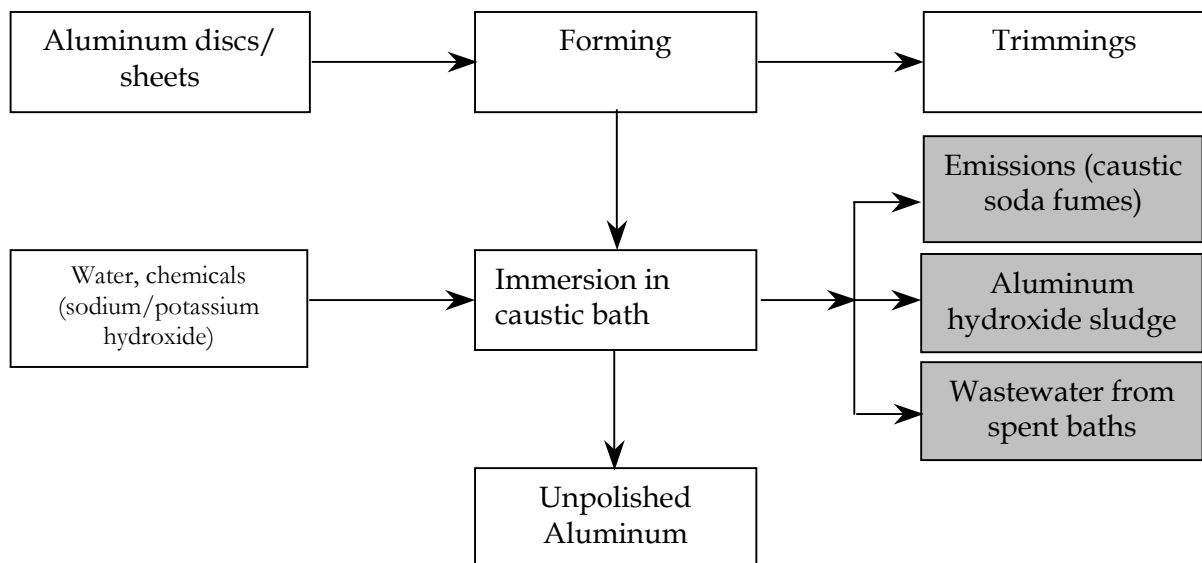 Aluminum discs/
sheets
Forming
Trimmings
Emissions (caustic
soda fumes)
Water, chemicals
(sodium/potassium
hydroxide)
Immersion in
caustic bath
Aluminum
hydroxide sludge
Wastewater from
spent baths
Unpolished
Aluminum